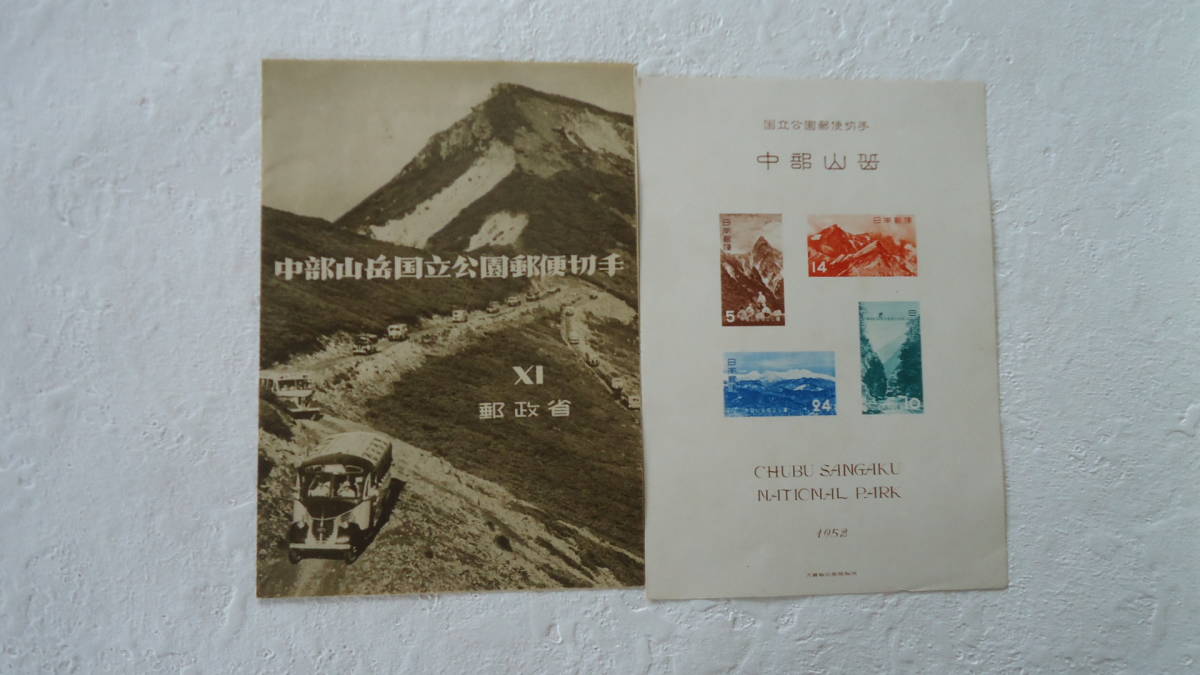 中部山岳国立公園郵便切手
XI
郵政省
国立公園郵便切手
中部山岳
日本郵便
5
日本郵便
14
日本郵便
24
10
CHUBU SANGAKU
NATIONAL PARK
1952